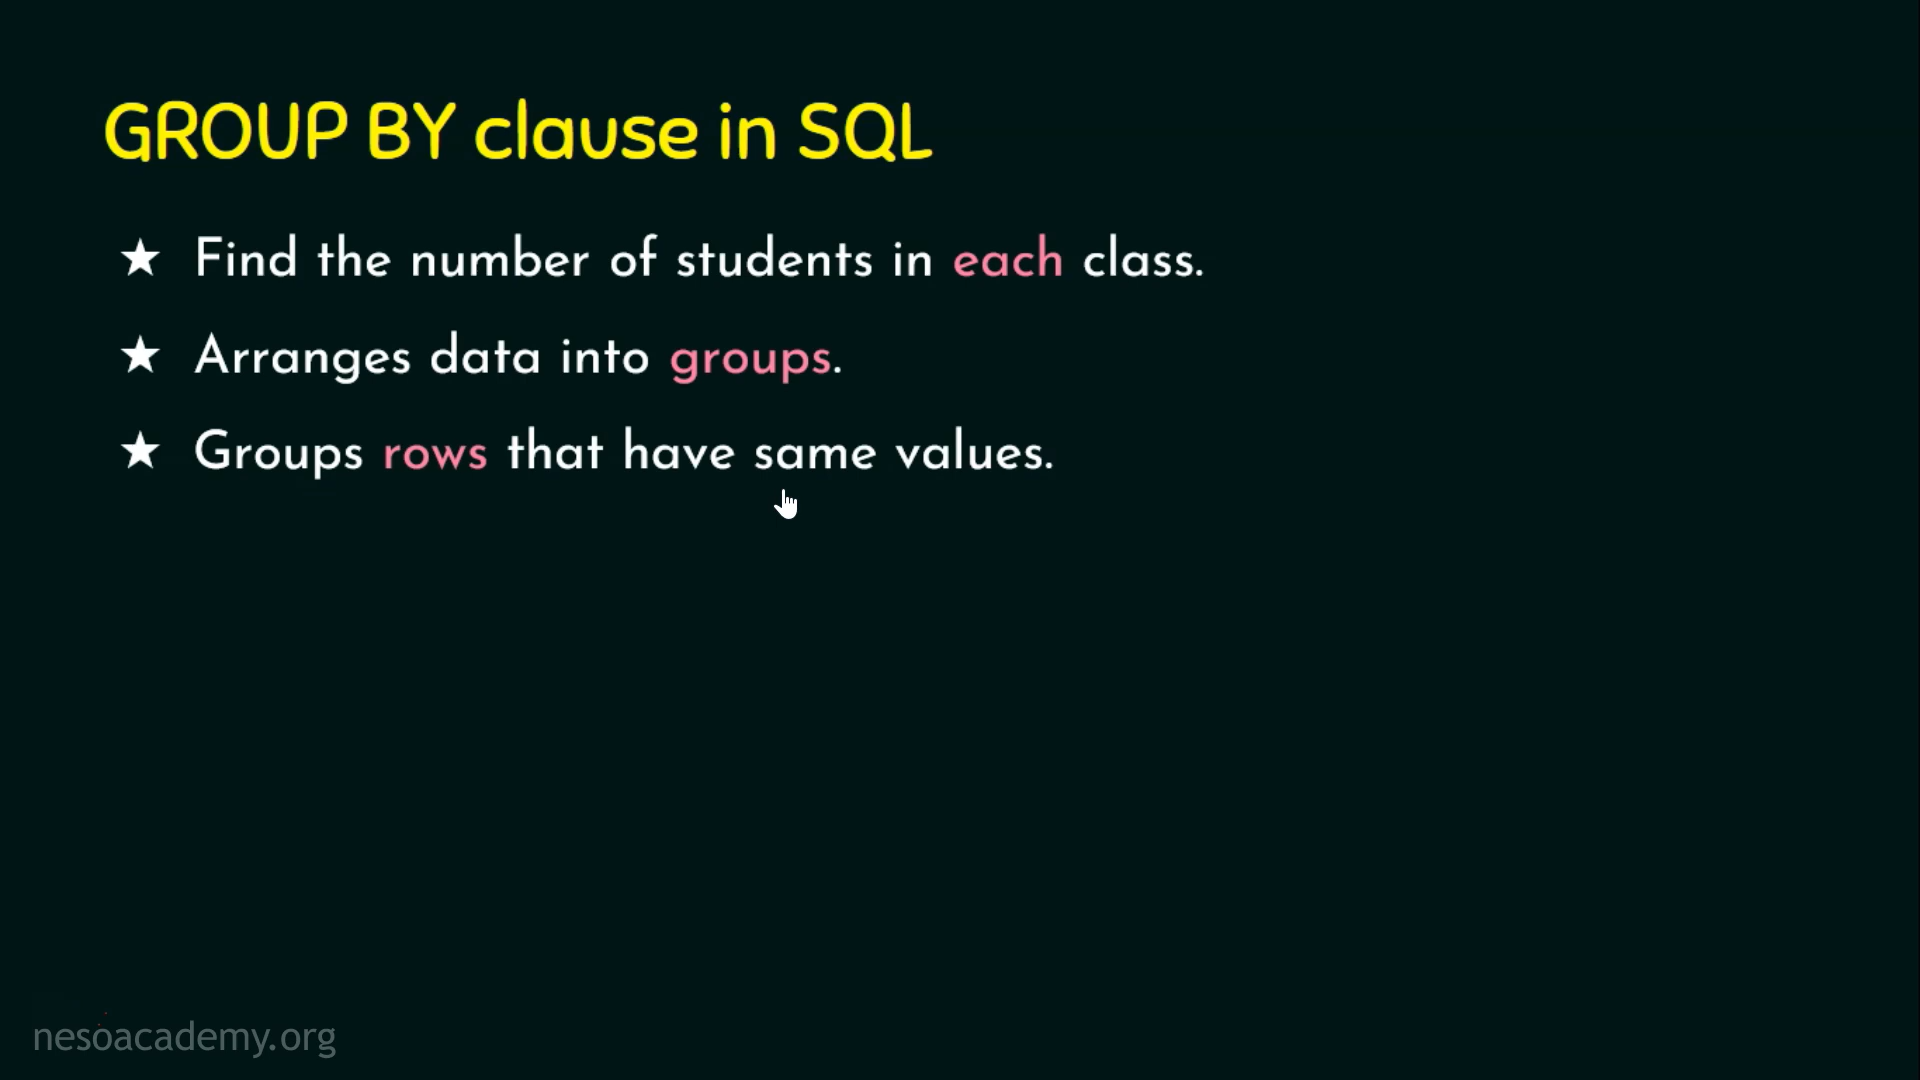 GROUP BY clause in SQL
★ Find the number of students in each class.
★ Arranges data into groups.
★ Groups rows that have same values.
nesoacademy.org